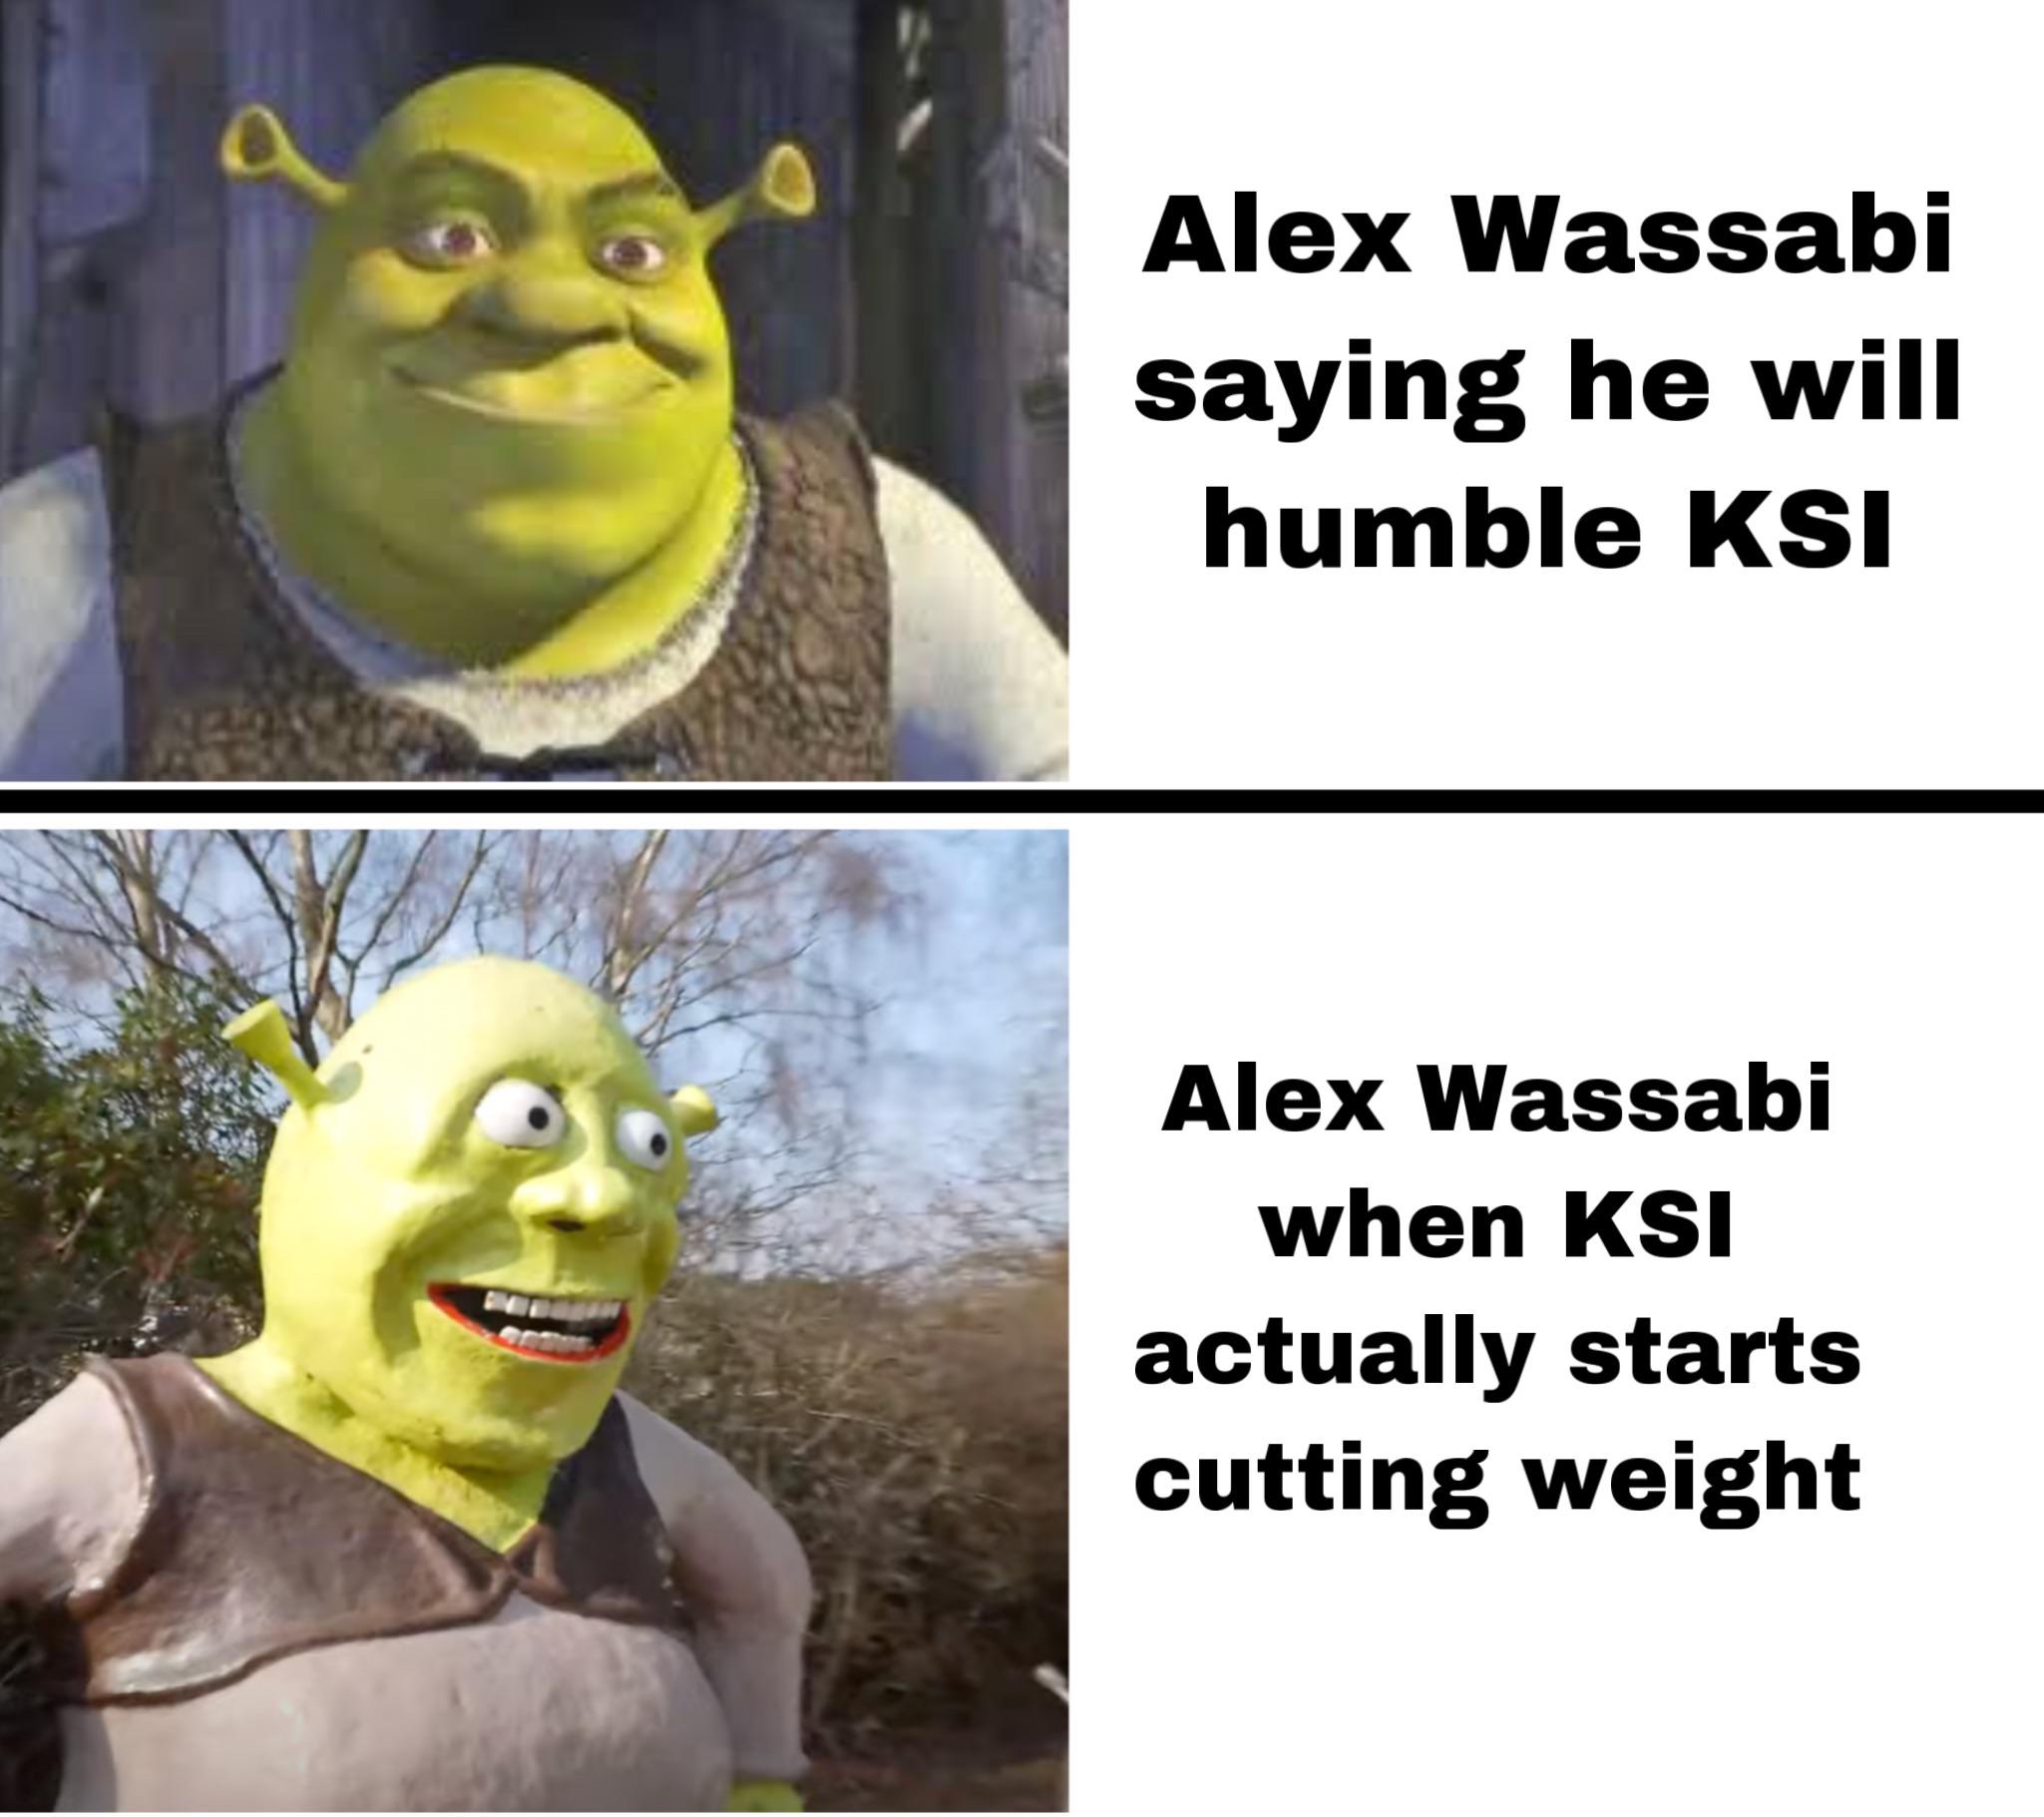 Alex Wassabi
saying he will
humble KSI
Alex Wassabi
when KSI
actually starts
cutting weight